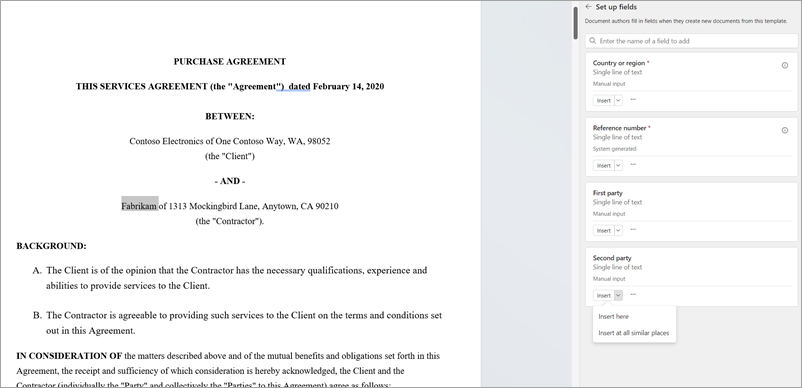 PURCHASE AGREEMENT
THIS SERVICES AGREEMENT (the "Agreement")  dated February 14, 2020
BETWEEN:
Contoso Electronics of One Contoso Way, WA, 98052
(the "Client")
- AND -
Fabrikam of 1313 Mockingbird Lane, Anytown, CA 90210
(the "Contractor").
BACKGROUND:
A. The Client is of the opinion that the Contractor has the necessary qualifications, experience and
abilities to provide services to the Client.
B. The Contractor is agreeable to providing such services to the Client on the terms and conditions set
out in this Agreement.
IN CONSIDERATION OF the matters described above and of the mutual benefits and obligations set forth in this
Agreement, the receipt and sufficiency of which consideration is hereby acknowledged, the Client and the
Contractor (individually the "Party" and collectively the "Parties" to this Agreement) agree as follows:
Set up fields
Document authors fill in fields when they create new documents from this template.
Enter the name of a field to add
Country or region *
Single line of text
Manual input
Insert
Reference number *
Single line of text
System generated
Insert
First party
Single line of text
Manual input
Insert
Second party
Single line of text
Manual input
Insert
Insert here
Insert at all similar places